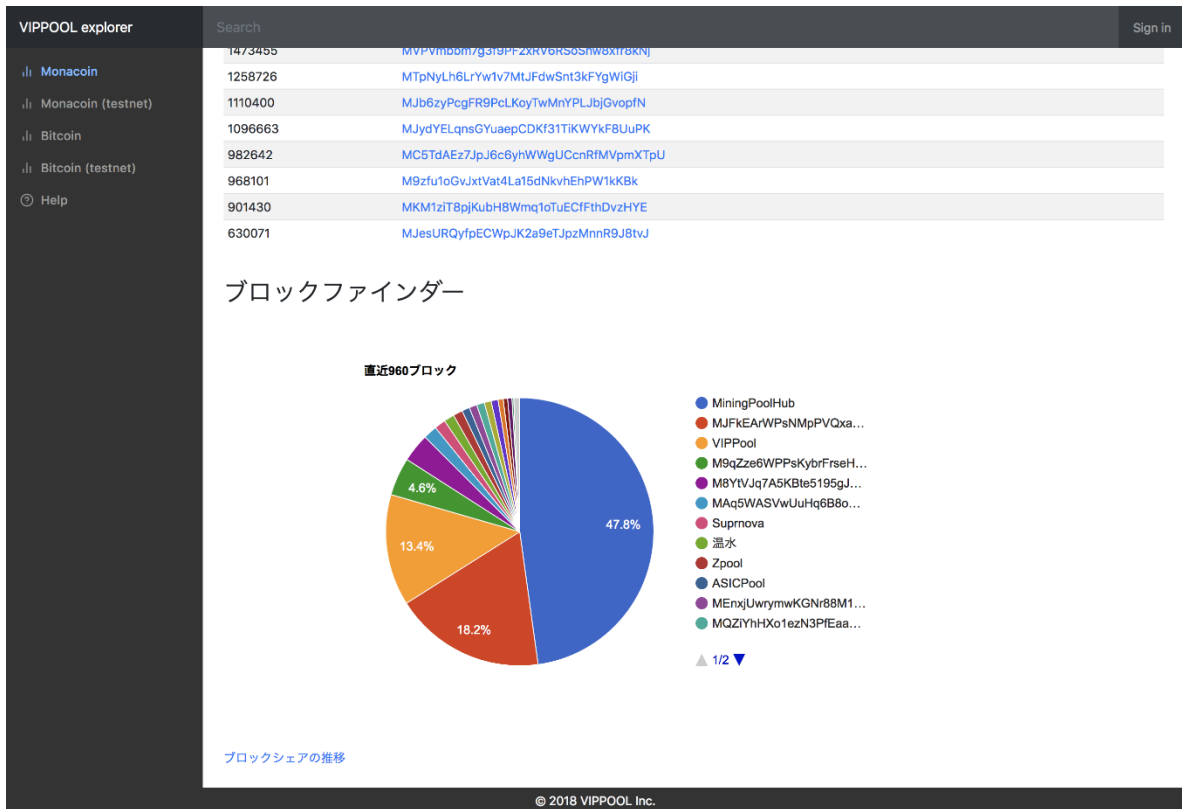 VIPPOOL explorer
Search
Sign in
Monacoin
Monacoin (testnet)
Bitcoin
Bitcoin (testnet)
Help
1473455
1258726 MTpNyLh6LrYw1v7MtJFdwSnt3kFYgWiGji
1110400 MJb6zyPcgFR9PcLKoyTwMnYPLJbjGvopfN
1096663 MJydYELqnsGYuaepCDKf31TiKWYkF8UuPK
982642 MC5TdAEz7JpJ6c6yhWWgUCcnRfMVpmXTpU
968101 M9zfu1oGvJxtVat4La15dNkvhEhPW1kKBk
901430 MKM1ziT8pjKubH8Wmq1oTuECfFthDvzHYE
630071 MJesURQyfpECWpJK2a9eTJpzMnnR9J8tvJ
ブロックファインダー
直近960ブロック
47.8%
18.2%
13.4%
4.6%
MiningPoolHub
MJFkEArWPsNMpPVQxa...
VIPPool
M9qZze6WPPsKybrFrseH...
M8YtVJq7A5KBte5195gJ...
MAq5WASVwUuHq6B8o...
Suprnova
温水
Zpool
ASICPool
MEnxjUwrymwKGNr88M1...
MQZiYhHXo1ezN3PfEaa...
1/2
ブロックシェアの推移
© 2018 VIPPOOL Inc.